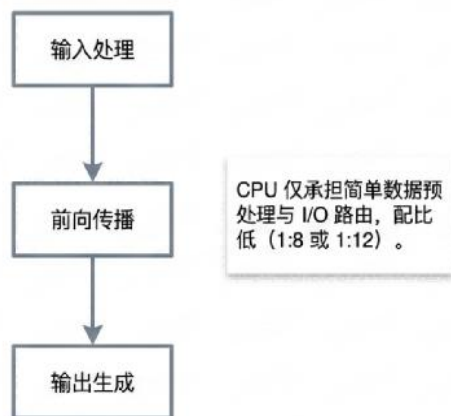 输入处理
前向传播
CPU 仅承担简单数据预
处理与 I/O 路由，配比
低（1:8 或 1:12）。
输出生成